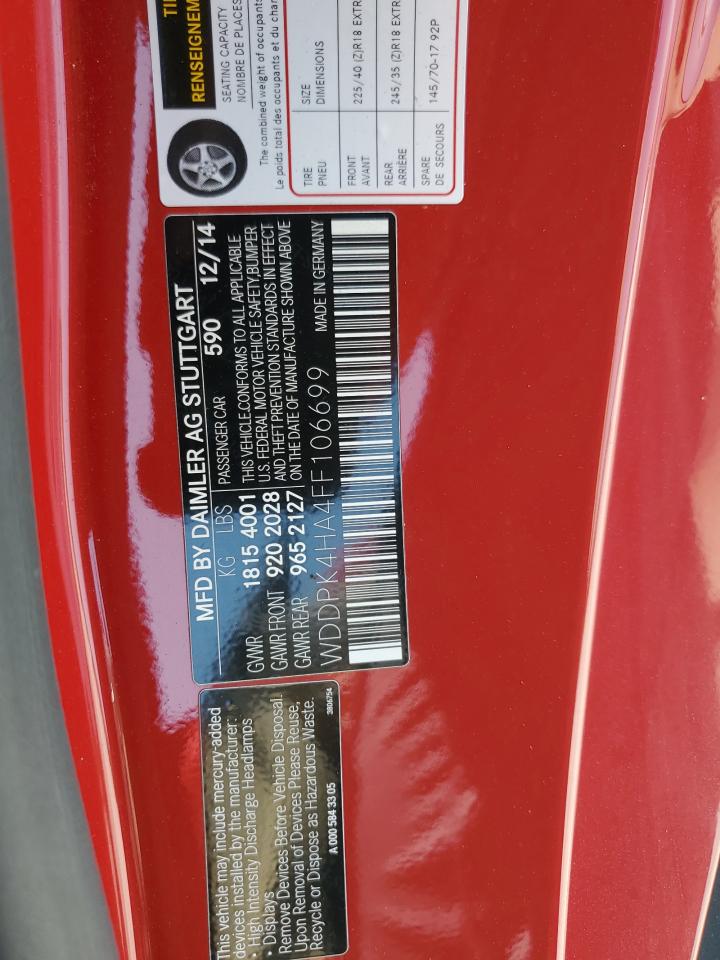 This vehicle may include mercury-added
devices installed by the manufacturer:
• High Intensity Discharge Headlamps
• Displays
Remove Devices Before Vehicle Disposal.
Upon Removal of Devices Please Reuse,
Recycle or Dispose as Hazardous Waste.
A 000 584 33 05
3806754
MFD BY DAIMLER AG STUTTGART
590 12/14
KG LBS PASSENGER CAR
GVWR 1815 4001 THIS VEHICLE CONFORMS TO ALL APPLICABLE
U.S. FEDERAL MOTOR VEHICLE SAFETY,BUMPER
GAWR FRONT 920 2028 AND THEFT PREVENTION STANDARDS IN EFFECT
GAWR REAR 965 2127 ON THE DATE OF MANUFACTURE SHOWN ABOVE
WDDPK4HA4FF106699 MADE IN GERMANY
RENSEIGNEM
SEATING CAPACITY
NOMBRE DE PLACES
The combined weight of occupants
Le poids total des occupants et du char
TIRE SIZE
PNEU DIMENSIONS
FRONT 225/40 (Z)R18 EXTR
AVANT
REAR 245/35 (Z)R18 EXTR
ARRIÈRE
SPARE 145/70-17 92P
DE SECOURS